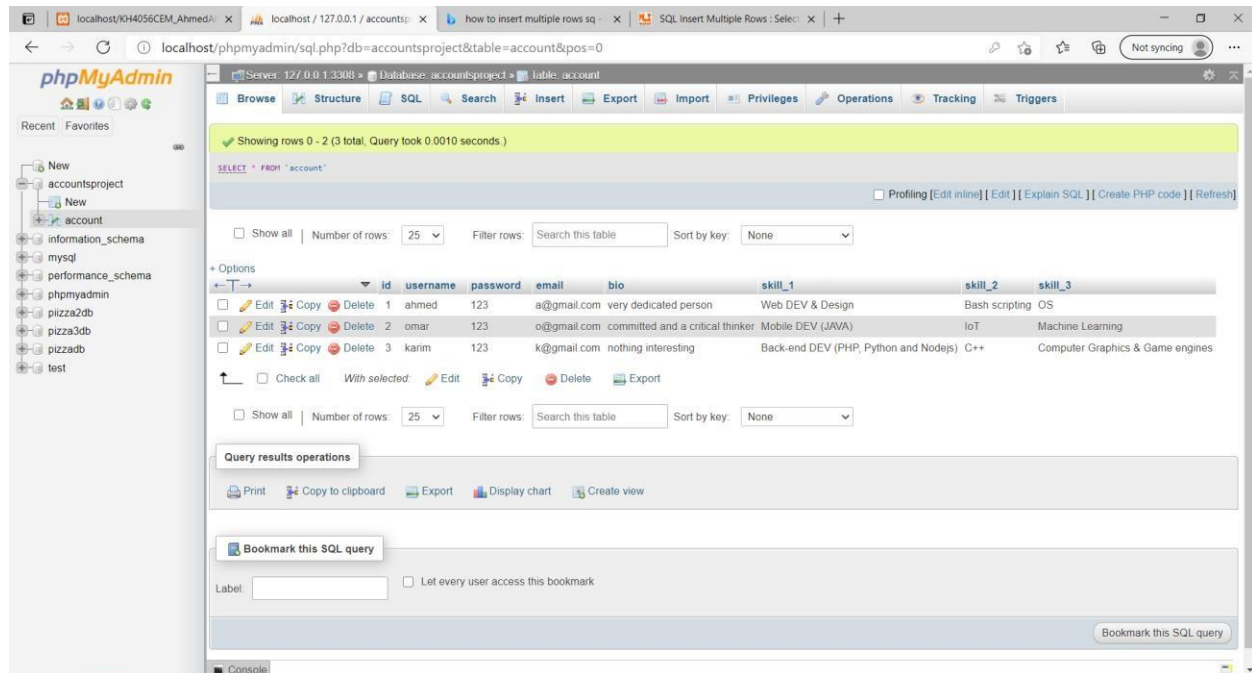 localhost/KH4056CEM_AhmedA
localhost / 127.0.0.1 / accountsp
how to insert multiple rows sq -
SQL Insert Multiple Rows : Select
localhost/phpmyadmin/sql.php?db=accountsproject&table=account&pos=0
Not syncing
phpMyAdmin
Recent Favorites
New
accountsproject
New
account
information_schema
mysql
performance_schema
phpmyadmin
piizza2db
pizza3db
pizzadb
test
Server: 127.0.0.1:3308 » Database: accountsproject » Table: account
Browse Structure SQL Search Insert Export Import Privileges Operations Tracking Triggers
Showing rows 0 - 2 (3 total, Query took 0.0010 seconds.)
SELECT * FROM `account`
Profiling [Edit inline] [ Edit ] [ Explain SQL ] [ Create PHP code ] [ Refresh]
Show all | Number of rows: 25 Filter rows: Search this table Sort by key: None
+ Options
←T→ id username password email bio skill_1 skill_2 skill_3
Edit Copy Delete 1 ahmed 123 a@gmail.com very dedicated person Web DEV & Design Bash scripting OS
Edit Copy Delete 2 omar 123 o@gmail.com committed and a critical thinker Mobile DEV (JAVA) IoT Machine Learning
Edit Copy Delete 3 karim 123 k@gmail.com nothing interesting Back-end DEV (PHP, Python and Nodejs) C++ Computer Graphics & Game engines
Check all With selected: Edit Copy Delete Export
Show all | Number of rows: 25 Filter rows: Search this table Sort by key: None
Query results operations
Print Copy to clipboard Export Display chart Create view
Bookmark this SQL query
Label: Let every user access this bookmark
Bookmark this SQL query
Console